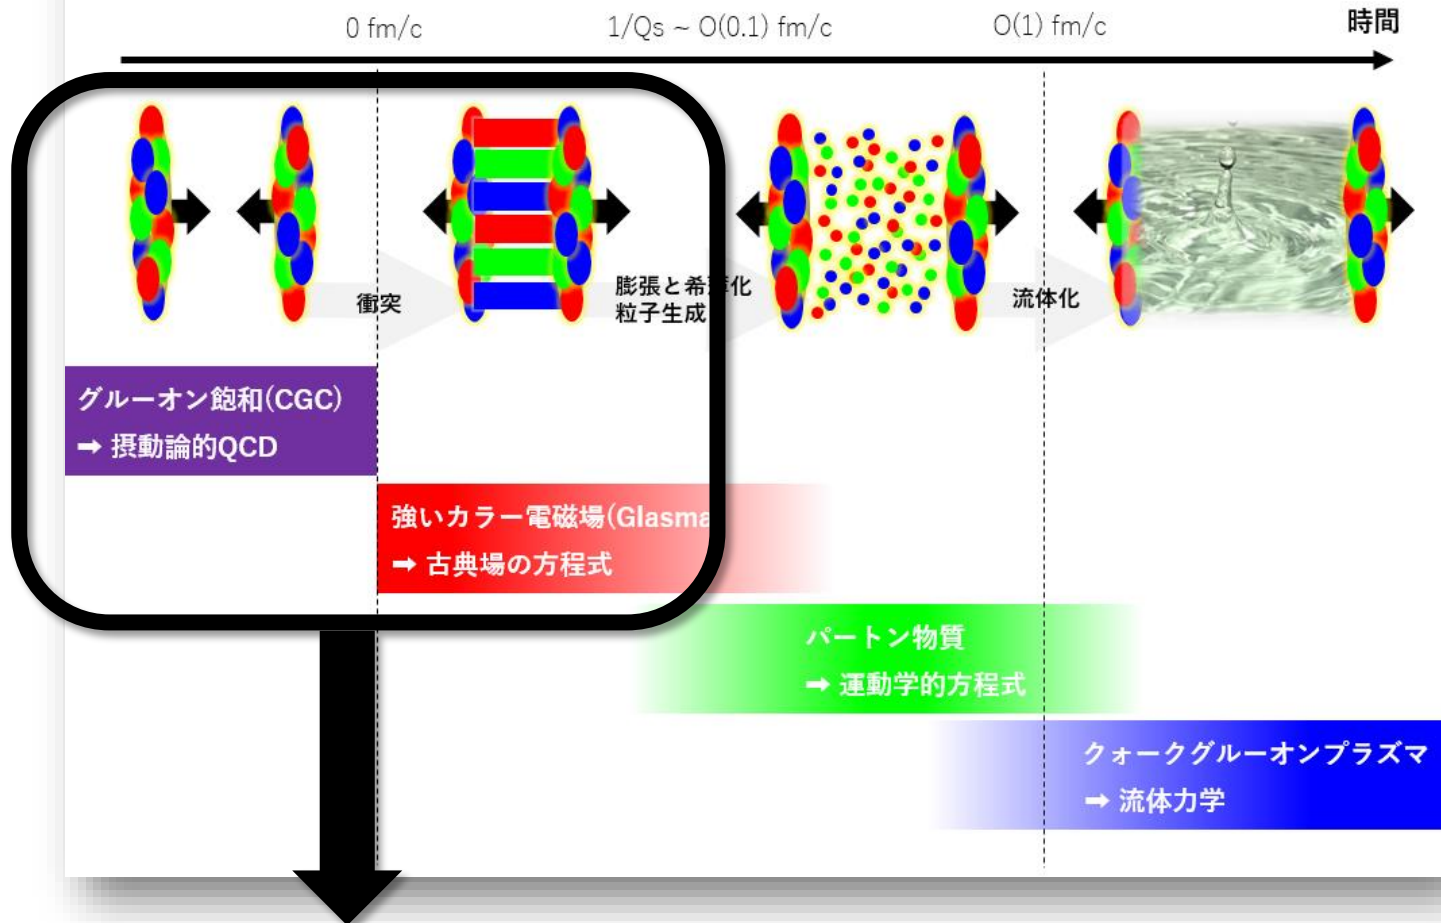 0 fm/c
1/Qs ~ O(0.1) fm/c
O(1) fm/c
時間
衝突
膨張と希薄化
粒子生成
流体化
グルーオン飽和(CGC)
➡ 摂動論的QCD
強いカラー電磁場(Glasma
➡ 古典場の方程式
パートン物質
➡ 運動学的方程式
クォークグルーオンプラズマ
➡ 流体力学